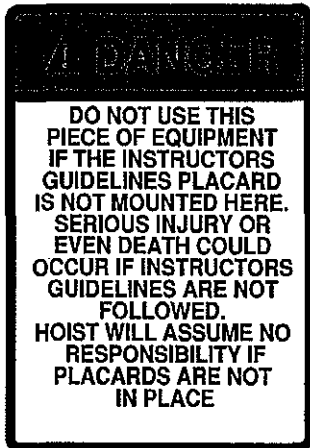 DANGER
DO NOT USE THIS
PIECE OF EQUIPMENT
IF THE INSTRUCTORS
GUIDELINES PLACARD
IS NOT MOUNTED HERE.
SERIOUS INJURY OR
EVEN DEATH COULD
OCCUR IF INSTRUCTORS
GUIDELINES ARE NOT
FOLLOWED.
HOIST WILL ASSUME NO
RESPONSIBILITY IF
PLACARDS ARE NOT
IN PLACE